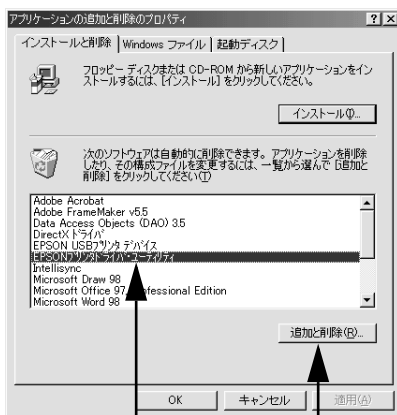 アプリケーションの追加と削除のプロパティ
インストールと削除
Windows ファイル
起動ディスク
フロッピー ディスクまたは CD-ROM から新しいアプリケーションをイン
ストールするには、[インストール] をクリックしてください。
インストール(I)...
次のソフトウェアは自動的に削除できます。アプリケーションを削除
したり、その構成ファイルを変更するには、一覧から選んで [追加と
削除] をクリックしてください(T)
Adobe Acrobat
Adobe FrameMaker v5.5
Data Access Objects (DAO) 3.5
DirectX ドライバ
EPSON USBプリンタ デバイス
EPSONプリンタドライバ・ユーティリティ
Intellisync
Microsoft Draw 98
Microsoft Office 97 Professional Edition
Microsoft Word 98
追加と削除(R)...
OK
キャンセル
適用(A)